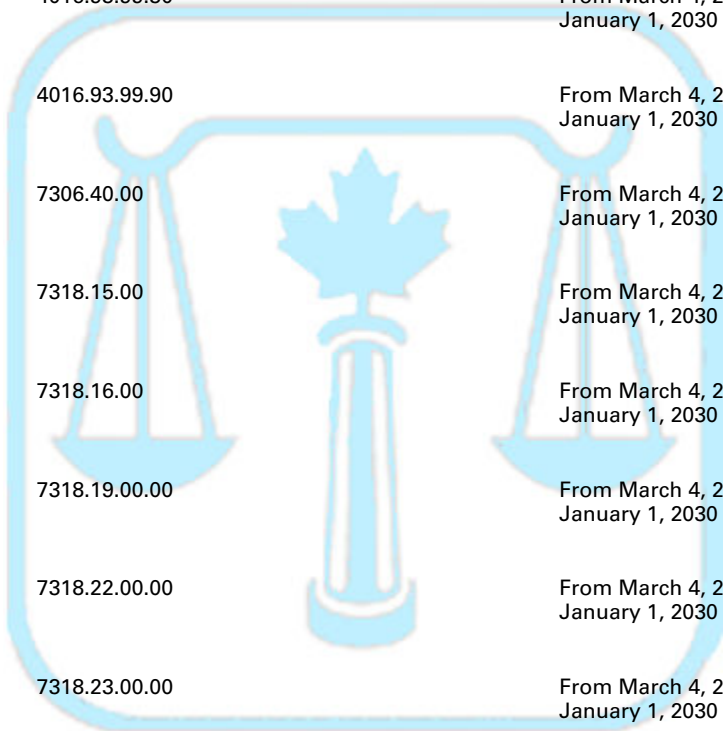 January 1, 2030
4016.93.99.90 From March 4, 2
January 1, 2030
7306.40.00 From March 4, 2
January 1, 2030
7318.15.00 From March 4, 2
January 1, 2030
7318.16.00 From March 4, 2
January 1, 2030
7318.19.00.00 From March 4, 2
January 1, 2030
7318.22.00.00 From March 4, 2
January 1, 2030
7318.23.00.00 From March 4, 2
January 1, 2030